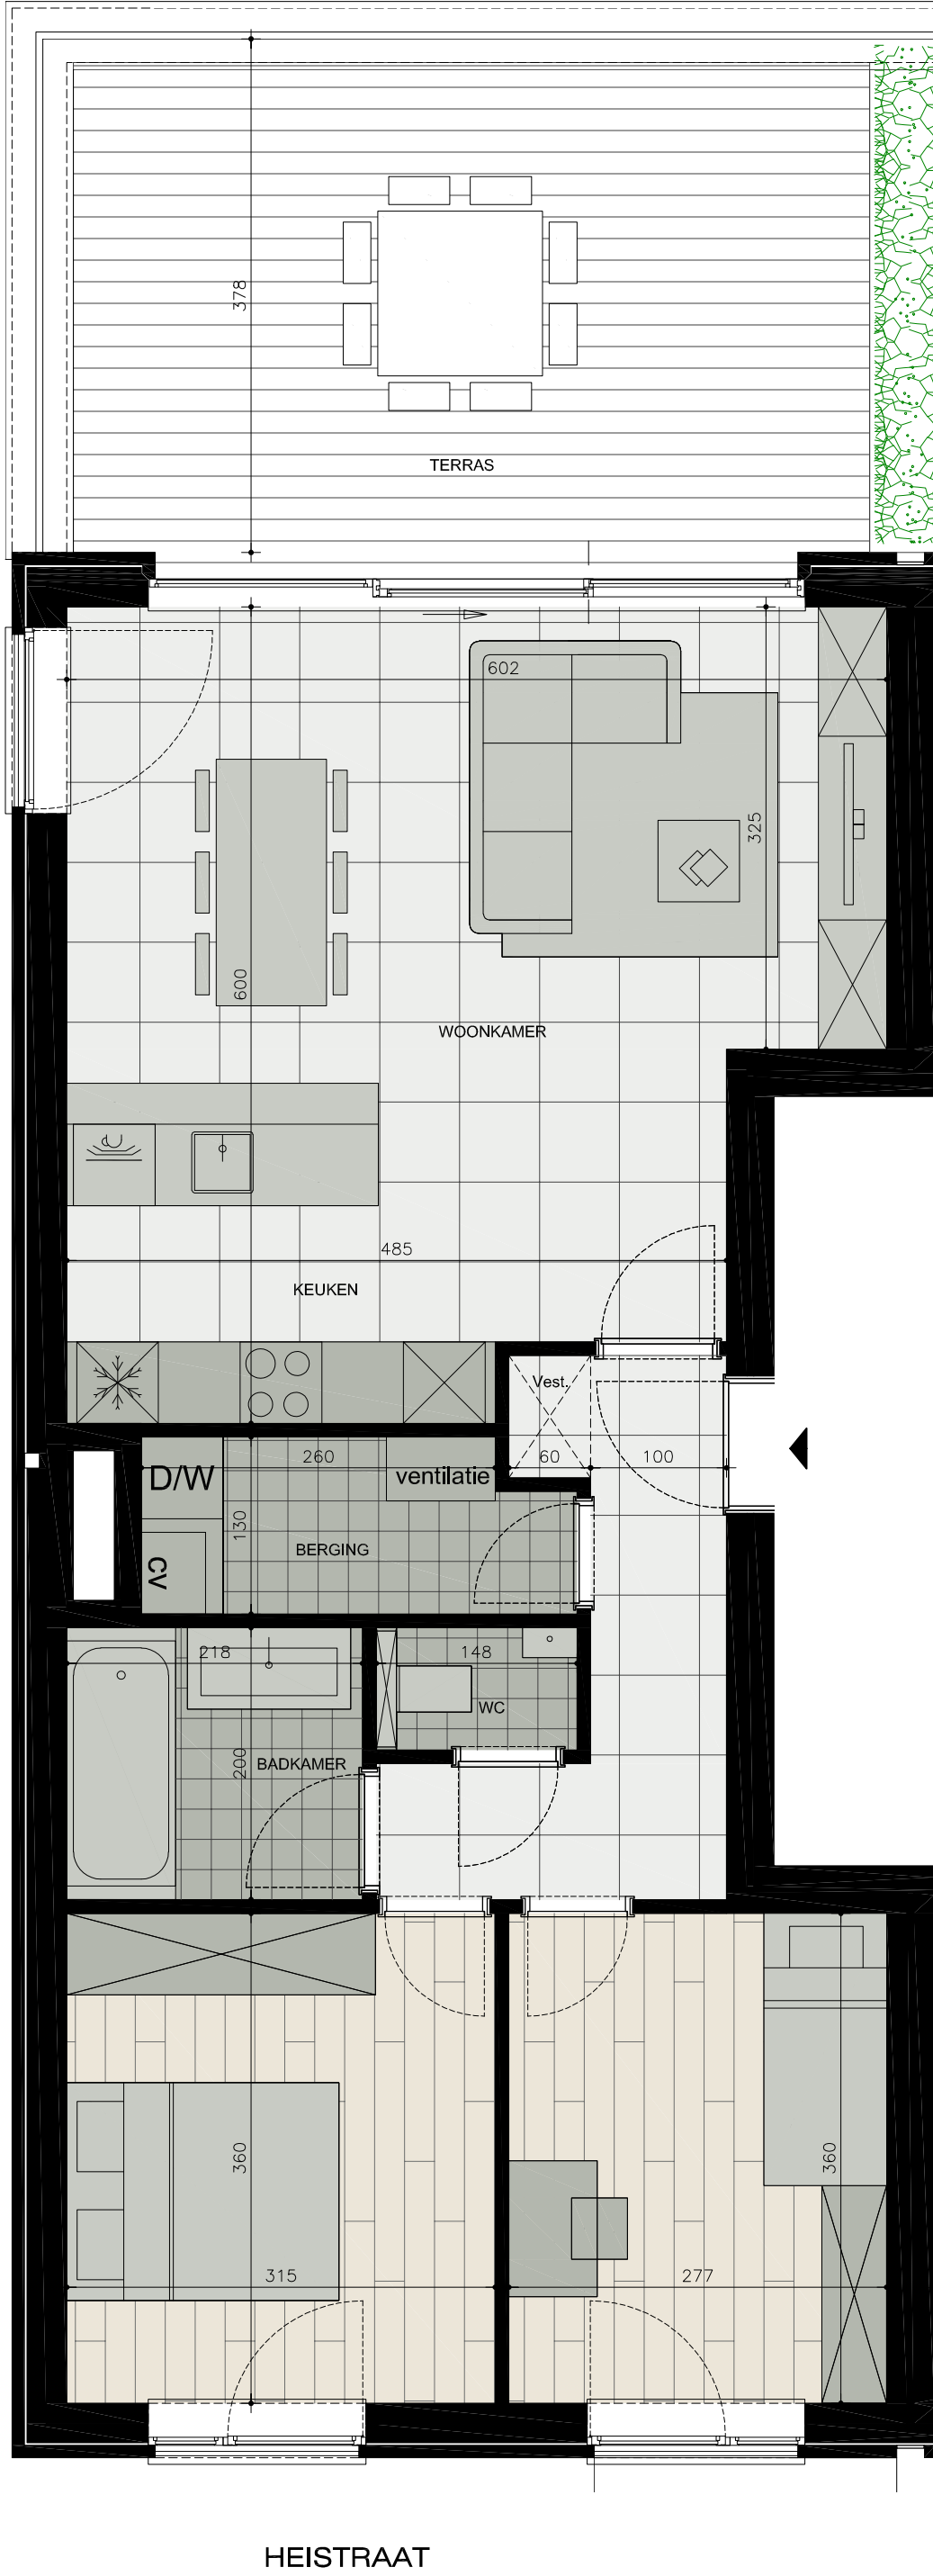 378
TERRAS
602
325
600
WOONKAMER
485
KEUKEN
Vest.
60
100
D/W
260
ventilatie
130
BERGING
CV
218
148
WC
200
BADKAMER
360
360
315
277
HEISTRAAT